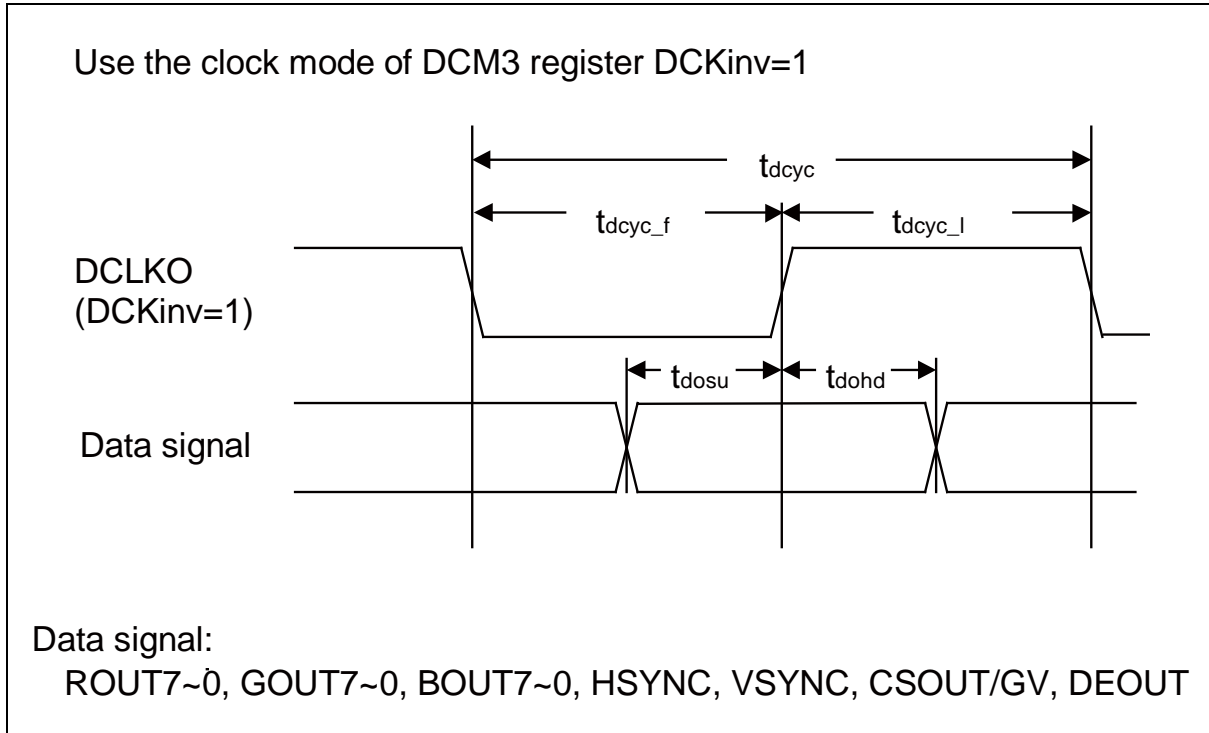 Use the clock mode of DCM3 register DCKinv=1
tdcyc
tdcyc_f
tdcyc_l
DCLKO
(DCKinv=1)
tdosu
tdohd
Data signal
Data signal:
ROUT7~0, GOUT7~0, BOUT7~0, HSYNC, VSYNC, CSOUT/GV, DEOUT